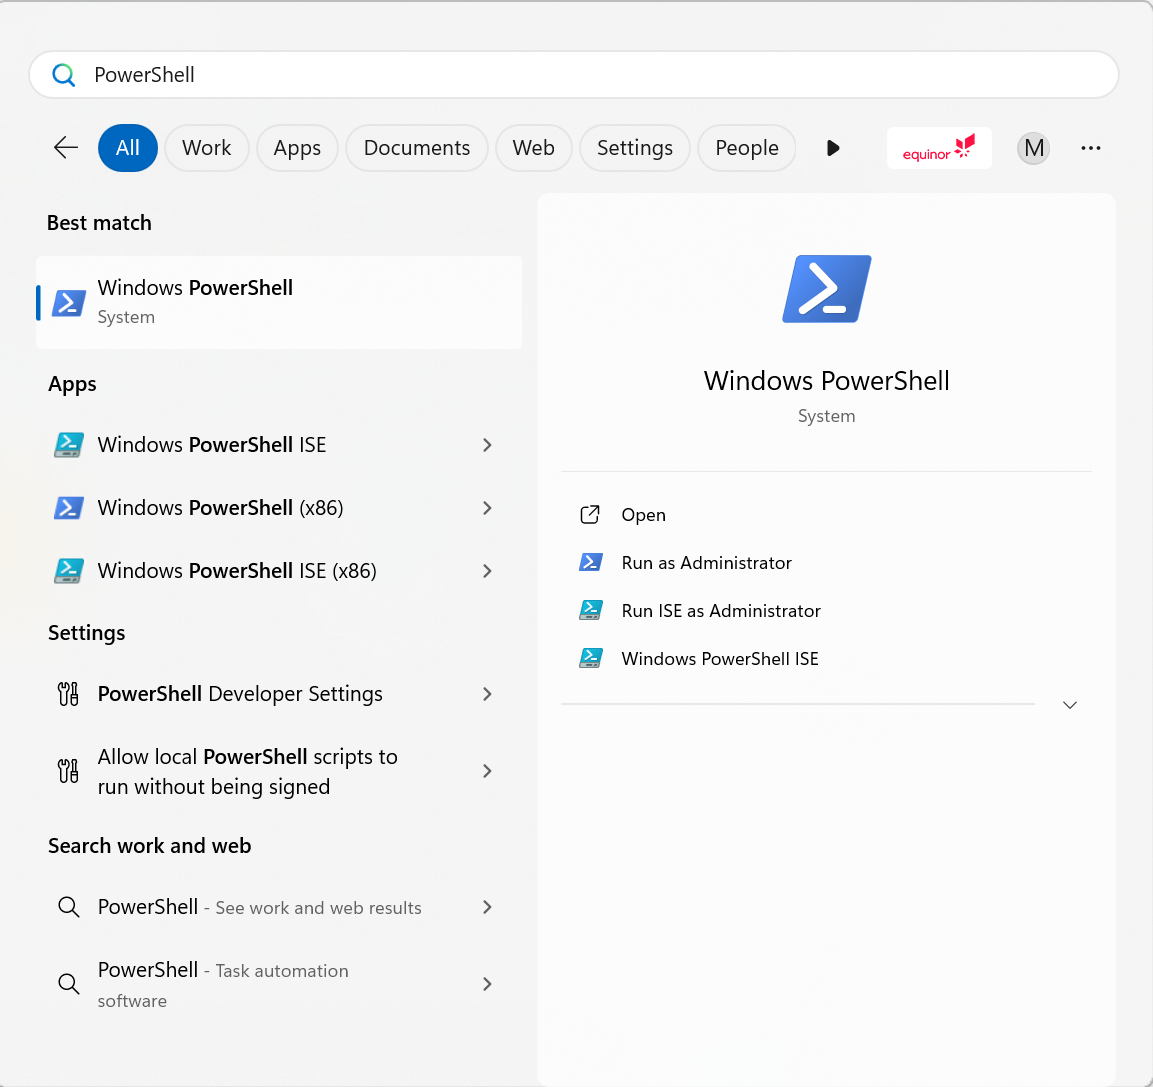 PowerShell
All
Work
Apps
Documents
Web
Settings
People
equinor
M
Best match
Windows PowerShell
System
Apps
Windows PowerShell ISE
Windows PowerShell (x86)
Windows PowerShell ISE (x86)
Settings
PowerShell Developer Settings
Allow local PowerShell scripts to
run without being signed
Search work and web
PowerShell - See work and web results
PowerShell - Task automation
software
Windows PowerShell
System
Open
Run as Administrator
Run ISE as Administrator
Windows PowerShell ISE